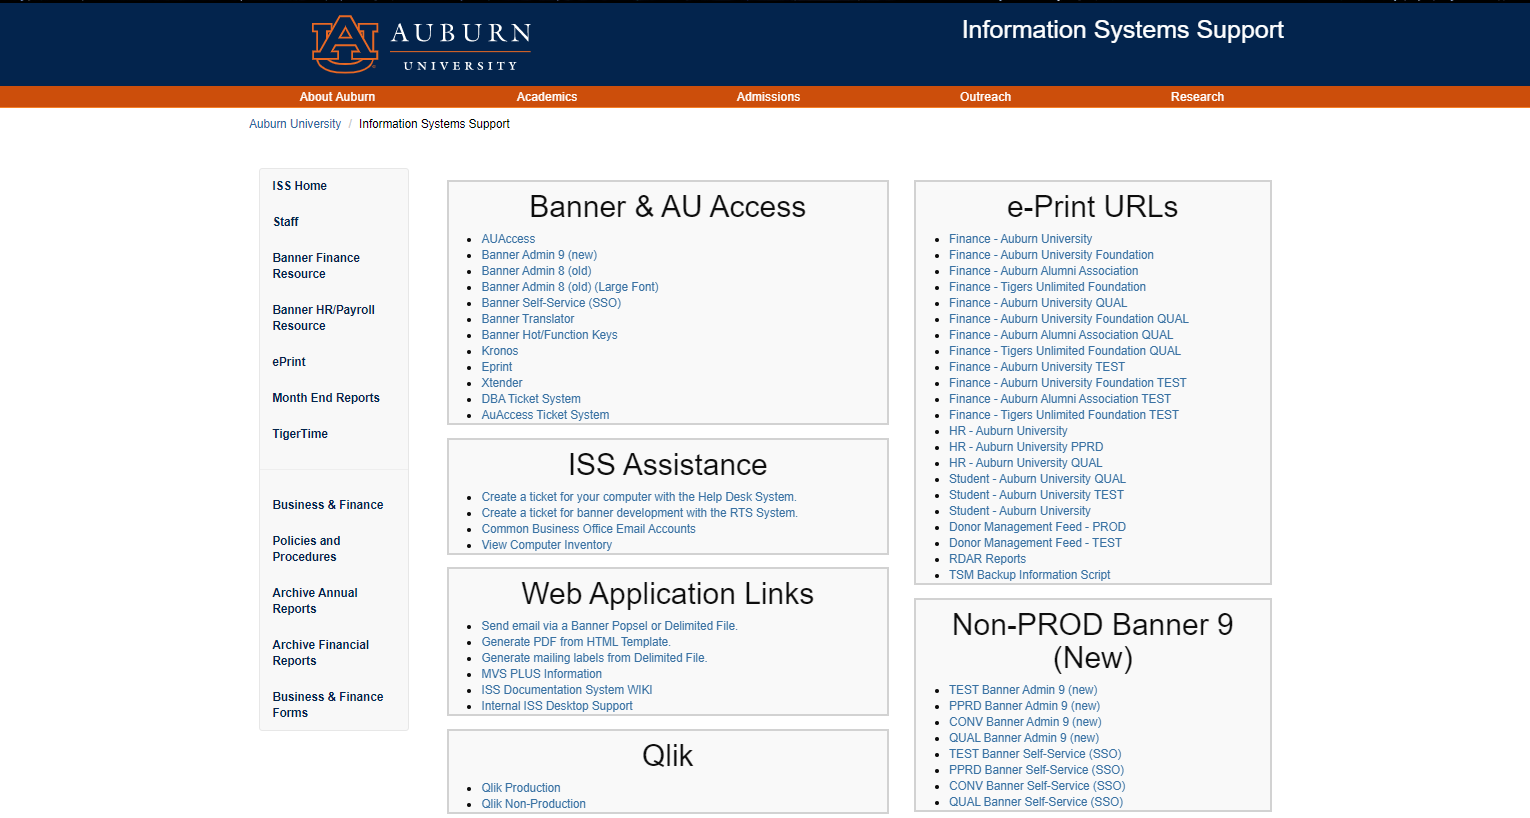 AUBURN
UNIVERSITY
Information Systems Support
About Auburn
Academics
Admissions
Outreach
Research
Auburn University / Information Systems Support
ISS Home
Staff
Banner Finance
Resource
Banner HR/Payroll
Resource
ePrint
Month End Reports
TigerTime
Business & Finance
Policies and
Procedures
Archive Annual
Reports
Archive Financial
Reports
Business & Finance
Forms
Banner & AU Access
AUAccess
Banner Admin 9 (new)
Banner Admin 8 (old)
Banner Admin 8 (old) (Large Font)
Banner Self-Service (SSO)
Banner Translator
Banner Hot/Function Keys
Kronos
Eprint
Xtender
DBA Ticket System
AuAccess Ticket System
ISS Assistance
Create a ticket for your computer with the Help Desk System.
Create a ticket for banner development with the RTS System.
Common Business Office Email Accounts
View Computer Inventory
Web Application Links
Send email via a Banner Popsel or Delimited File.
Generate PDF from HTML Template.
Generate mailing labels from Delimited File.
MVS PLUS Information
ISS Documentation System WIKI
Internal ISS Desktop Support
Qlik
Qlik Production
Qlik Non-Production
e-Print URLs
Finance - Auburn University
Finance - Auburn University Foundation
Finance - Auburn Alumni Association
Finance - Tigers Unlimited Foundation
Finance - Auburn University QUAL
Finance - Auburn University Foundation QUAL
Finance - Auburn Alumni Association QUAL
Finance - Tigers Unlimited Foundation QUAL
Finance - Auburn University TEST
Finance - Auburn University Foundation TEST
Finance - Auburn Alumni Association TEST
Finance - Tigers Unlimited Foundation TEST
HR - Auburn University
HR - Auburn University PPRD
HR - Auburn University QUAL
Student - Auburn University QUAL
Student - Auburn University TEST
Student - Auburn University
Donor Management Feed - PROD
Donor Management Feed - TEST
RDAR Reports
TSM Backup Information Script
Non-PROD Banner 9
(New)
TEST Banner Admin 9 (new)
PPRD Banner Admin 9 (new)
CONV Banner Admin 9 (new)
QUAL Banner Admin 9 (new)
TEST Banner Self-Service (SSO)
PPRD Banner Self-Service (SSO)
CONV Banner Self-Service (SSO)
QUAL Banner Self-Service (SSO)